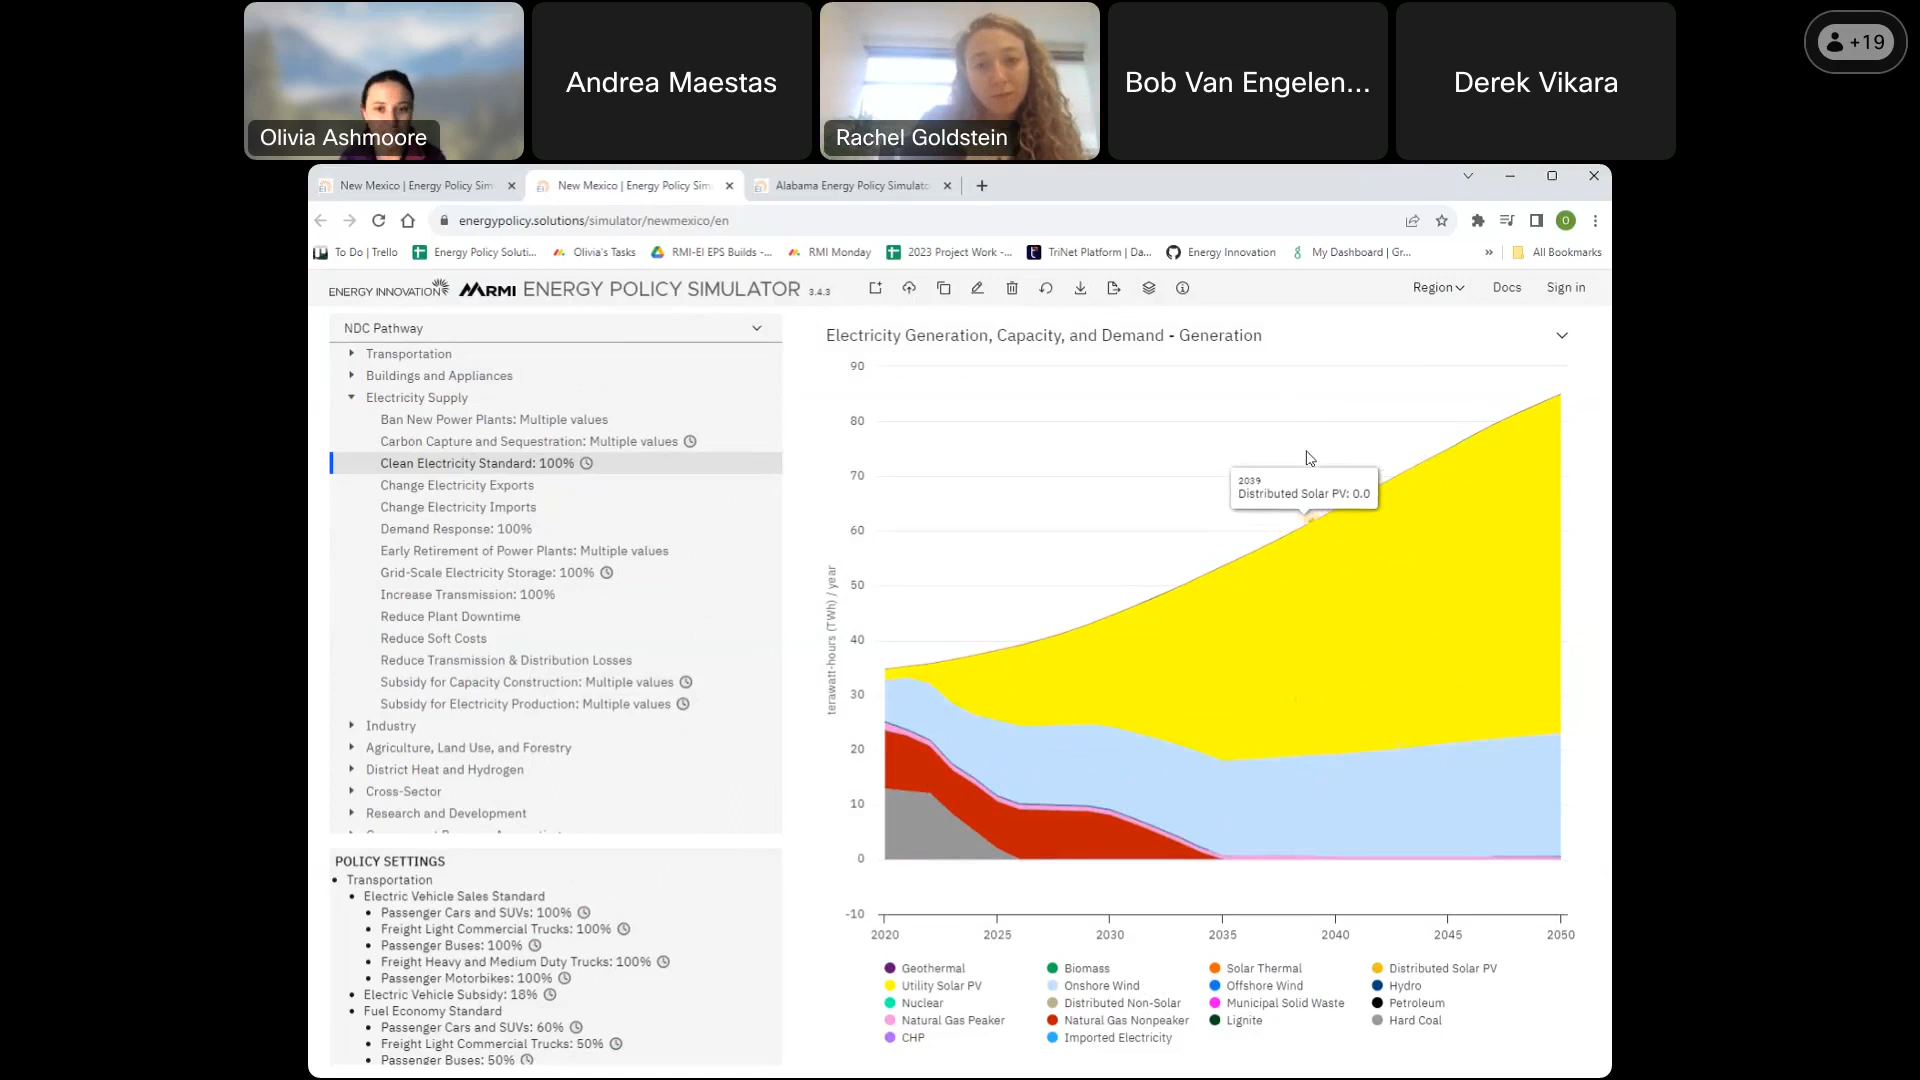 Olivia Ashmoore
Andrea Maestas
Rachel Goldstein
Bob Van Engelen...
Derek Vikara
+19
New Mexico | Energy Policy Sim
New Mexico | Energy Policy Sim
Alabama Energy Policy Simulato
energypolicy.solutions/simulator/newmexico/en
O
To Do | Trello
Energy Policy Soluti...
Olivia's Tasks
RMI-EI EPS Builds -...
RMI Monday
2023 Project Work -...
TriNet Platform | Da...
Energy Innovation
My Dashboard | Gr...
»
All Bookmarks
ENERGY INNOVATION RMI ENERGY POLICY SIMULATOR 3.4.3
Region
Docs
Sign in
NDC Pathway
Transportation
Buildings and Appliances
Electricity Supply
Ban New Power Plants: Multiple values
Carbon Capture and Sequestration: Multiple values
Clean Electricity Standard: 100%
Change Electricity Exports
Change Electricity Imports
Demand Response: 100%
Early Retirement of Power Plants: Multiple values
Grid-Scale Electricity Storage: 100%
Increase Transmission: 100%
Reduce Plant Downtime
Reduce Soft Costs
Reduce Transmission & Distribution Losses
Subsidy for Capacity Construction: Multiple values
Subsidy for Electricity Production: Multiple values
Industry
Agriculture, Land Use, and Forestry
District Heat and Hydrogen
Cross-Sector
Research and Development
POLICY SETTINGS
Transportation
Electric Vehicle Sales Standard
Passenger Cars and SUVs: 100%
Freight Light Commercial Trucks: 100%
Passenger Buses: 100%
Freight Heavy and Medium Duty Trucks: 100%
Passenger Motorbikes: 100%
Electric Vehicle Subsidy: 18%
Fuel Economy Standard
Passenger Cars and SUVs: 60%
Freight Light Commercial Trucks: 50%
Passenger Buses: 50%
Electricity Generation, Capacity, and Demand - Generation
90
80
70
60
50
40
30
20
10
0
-10
terawatt-hours (TWh) / year
2039
Distributed Solar PV: 0.0
2020
2025
2030
2035
2040
2045
2050
Geothermal
Biomass
Solar Thermal
Distributed Solar PV
Utility Solar PV
Onshore Wind
Offshore Wind
Hydro
Nuclear
Distributed Non-Solar
Municipal Solid Waste
Petroleum
Natural Gas Peaker
Natural Gas Nonpeaker
Lignite
Hard Coal
CHP
Imported Electricity